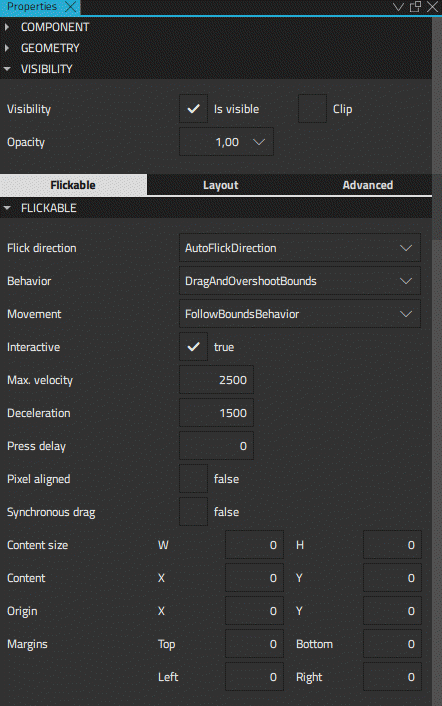 Properties
COMPONENT
GEOMETRY
VISIBILITY
Visibility Is visible Clip
Opacity 1,00
Flickable Layout Advanced
FLICKABLE
Flick direction AutoFlickDirection
Behavior DragAndOvershootBounds
Movement FollowBoundsBehavior
Interactive true
Max. velocity 2500
Deceleration 1500
Press delay 0
Pixel aligned false
Synchronous drag false
Content size W 0 H 0
Content X 0 Y 0
Origin X 0 Y 0
Margins Top 0 Bottom 0
Left 0 Right 0